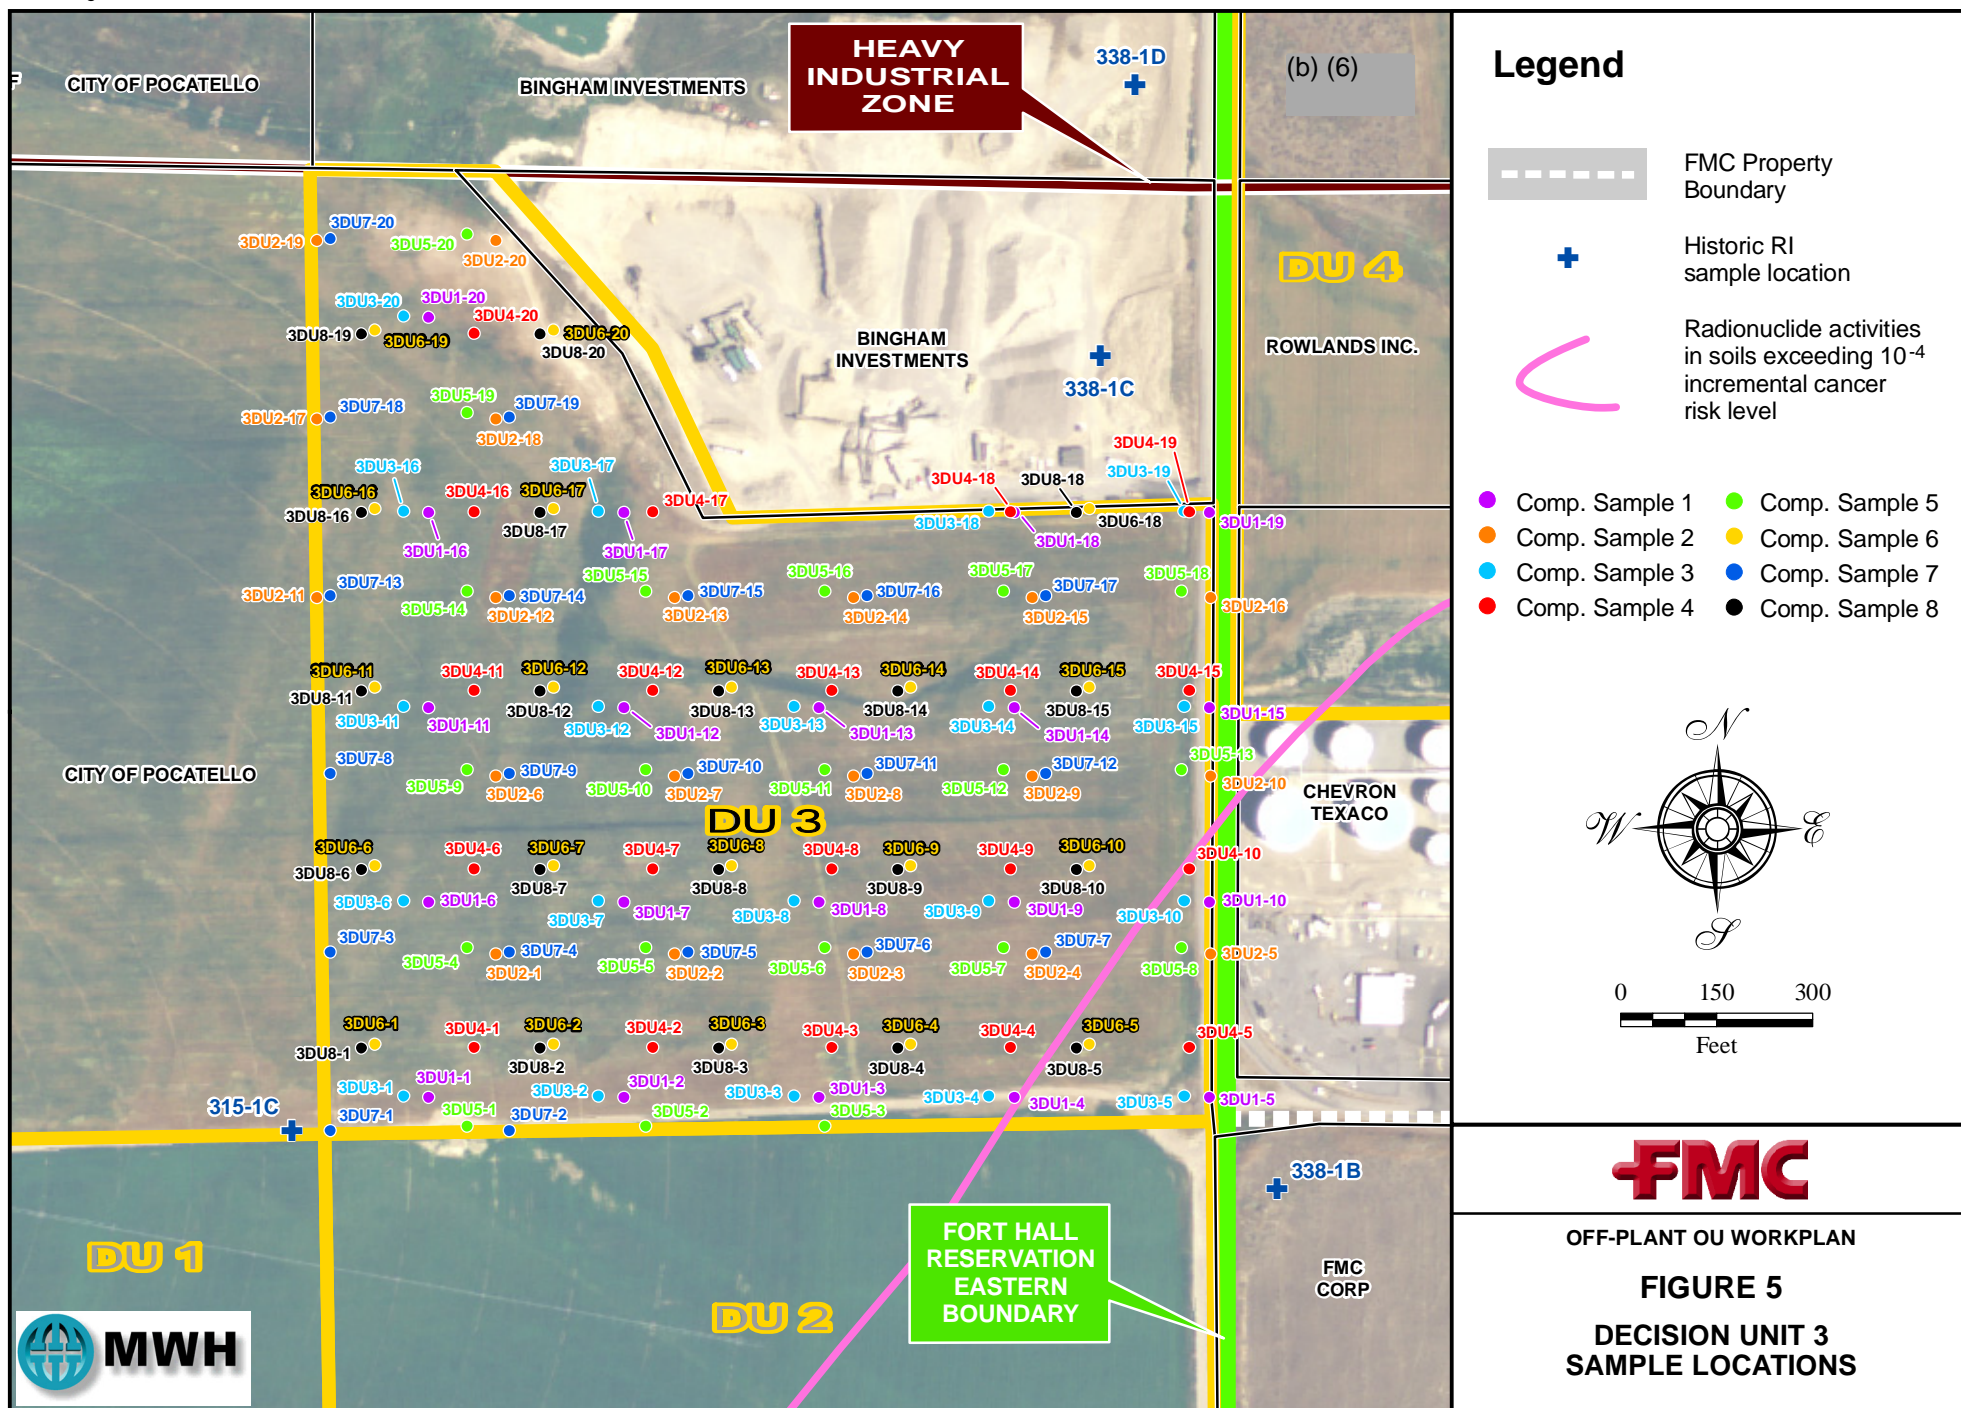 CITY OF POCATELLO
BINGHAM INVESTMENTS
HEAVY
INDUSTRIAL
ZONE
338-1D
(b) (6)
3DU7-20
3DU2-19
3DU5-20
3DU2-20
DU 4
3DU3-20
3DU1-20
3DU4-20
3DU8-19
3DU6-19
3DU6-20
3DU8-20
BINGHAM
INVESTMENTS
ROWLANDS INC.
338-1C
3DU2-17
3DU7-18
3DU5-19
3DU7-19
3DU2-18
3DU3-16
3DU3-17
3DU4-19
3DU3-19
3DU6-16
3DU4-16
3DU6-17
3DU4-17
3DU4-18
3DU8-18
3DU8-16
3DU8-17
3DU3-18
3DU6-18
3DU1-19
3DU1-16
3DU1-17
3DU1-18
3DU5-15
3DU5-16
3DU5-17
3DU5-18
3DU2-11
3DU7-13
3DU5-14
3DU7-14
3DU2-12
3DU7-15
3DU2-13
3DU7-16
3DU2-14
3DU7-17
3DU2-15
3DU2-16
3DU6-11
3DU4-11
3DU6-12
3DU4-12
3DU6-13
3DU4-13
3DU6-14
3DU4-14
3DU6-15
3DU4-15
3DU8-11
3DU8-12
3DU8-13
3DU8-14
3DU8-15
3DU3-11
3DU1-11
3DU3-12
3DU1-12
3DU3-13
3DU1-13
3DU3-14
3DU1-14
3DU3-15
3DU1-15
CITY OF POCATELLO
3DU7-8
3DU5-9
3DU7-9
3DU2-6
3DU5-10
3DU7-10
3DU2-7
3DU5-11
3DU7-11
3DU2-8
3DU5-12
3DU7-12
3DU2-9
3DU5-13
3DU2-10
CHEVRON
TEXACO
DU 3
3DU6-6
3DU4-6
3DU6-7
3DU4-7
3DU6-8
3DU4-8
3DU6-9
3DU4-9
3DU6-10
3DU4-10
3DU8-6
3DU8-7
3DU8-8
3DU8-9
3DU8-10
3DU3-6
3DU1-6
3DU3-7
3DU1-7
3DU3-8
3DU1-8
3DU3-9
3DU1-9
3DU3-10
3DU1-10
3DU7-3
3DU5-4
3DU7-4
3DU2-1
3DU5-5
3DU7-5
3DU2-2
3DU5-6
3DU7-6
3DU2-3
3DU5-7
3DU7-7
3DU2-4
3DU5-8
3DU2-5
3DU6-1
3DU4-1
3DU6-2
3DU4-2
3DU6-3
3DU4-3
3DU6-4
3DU4-4
3DU6-5
3DU4-5
3DU8-1
3DU8-2
3DU8-3
3DU8-4
3DU8-5
3DU3-1
3DU1-1
3DU3-2
3DU1-2
3DU3-3
3DU1-3
3DU3-4
3DU1-4
3DU3-5
3DU1-5
315-1C
3DU7-1
3DU5-1
3DU7-2
3DU5-2
3DU5-3
338-1B
DU 1
DU 2
FORT HALL
RESERVATION
EASTERN
BOUNDARY
FMC
CORP
MWH
Legend
FMC Property
Boundary
Historic RI
sample location
Radionuclide activities
in soils exceeding 10-4
incremental cancer
risk level
Comp. Sample 1
Comp. Sample 5
Comp. Sample 2
Comp. Sample 6
Comp. Sample 3
Comp. Sample 7
Comp. Sample 4
Comp. Sample 8
N
W
E
S
0 150 300
Feet
FMC
OFF-PLANT OU WORKPLAN
FIGURE 5
DECISION UNIT 3
SAMPLE LOCATIONS